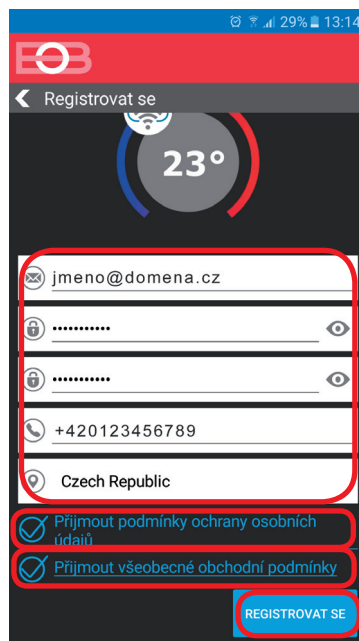 29% 13:14
EOB
Registrovat se
23°
jmeno@domena.cz
•••••••••••
•••••••••••
+420123456789
Czech Republic
Přijmout podmínky ochrany osobních
údajů
Přijmout všeobecné obchodní podmínky
REGISTROVAT SE